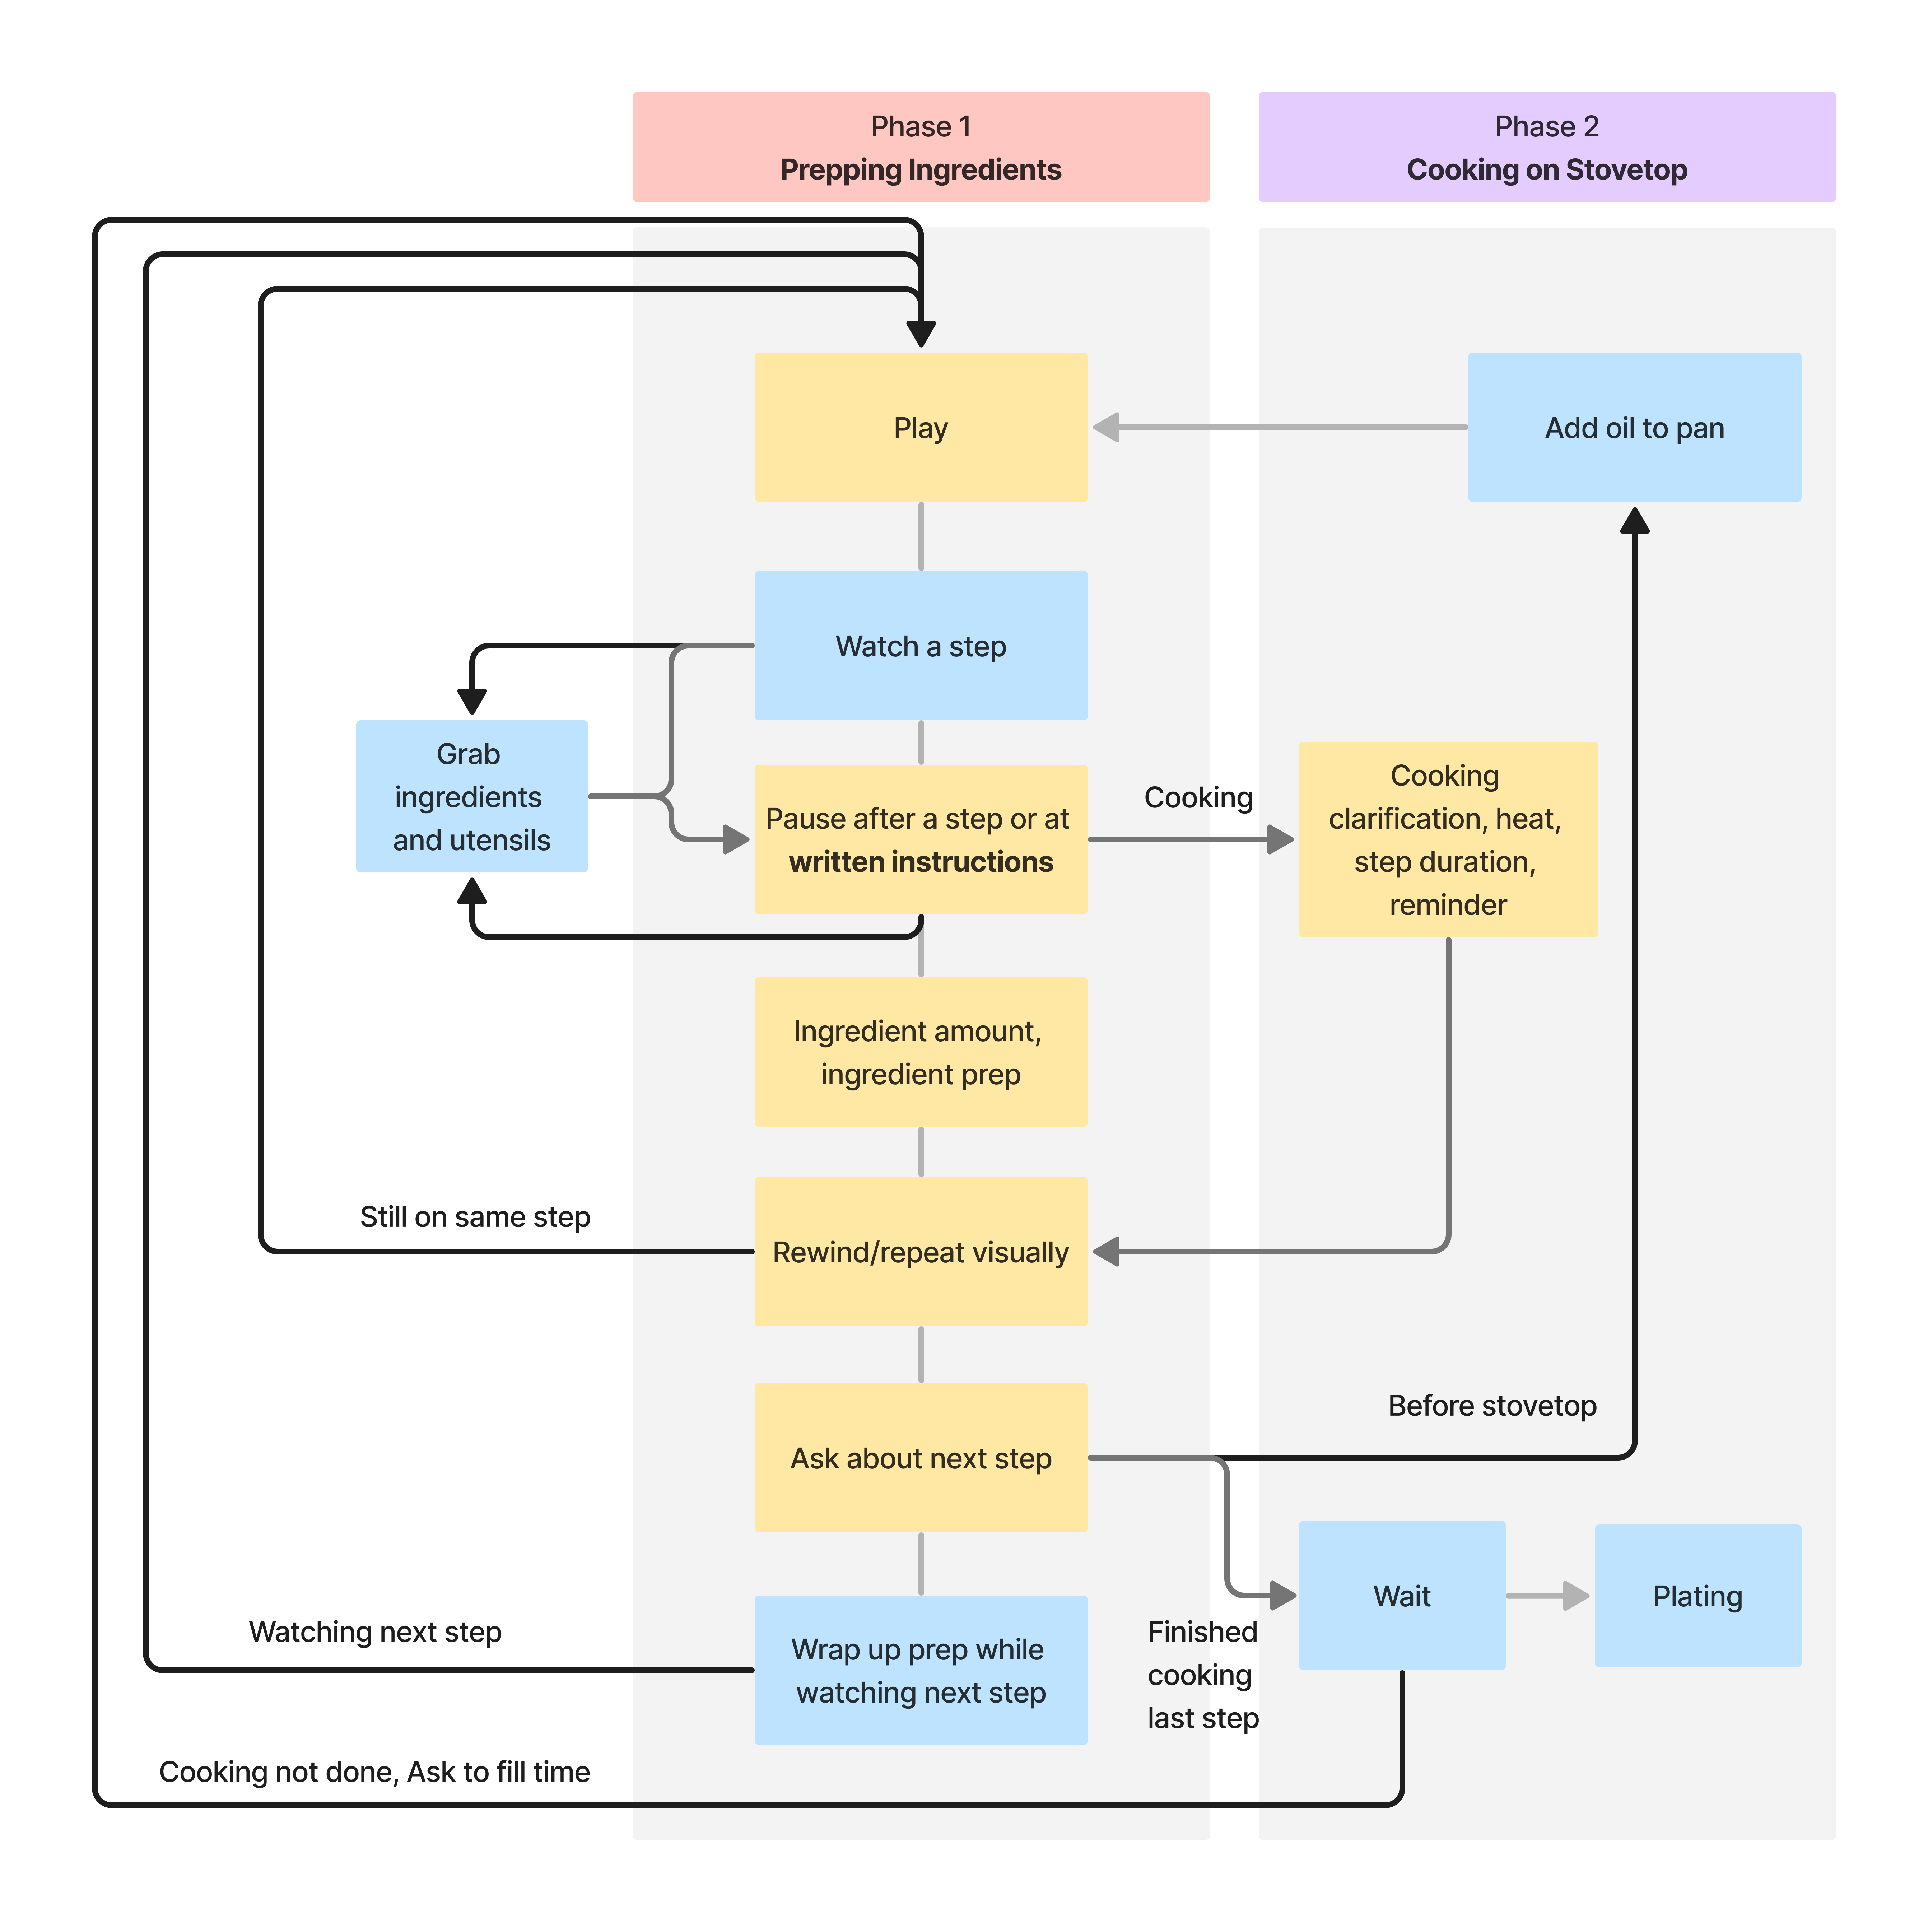 Phase 1
Prepping Ingredients
Phase 2
Cooking on Stovetop
Play
Add oil to pan
Watch a step
Grab
ingredients
and utensils
Pause after a step or at
written instructions
Cooking
Cooking
clarification, heat,
step duration,
reminder
Ingredient amount,
ingredient prep
Still on same step
Rewind/repeat visually
Before stovetop
Ask about next step
Wait
Plating
Finished
cooking
last step
Watching next step
Wrap up prep while
watching next step
Cooking not done, Ask to fill time